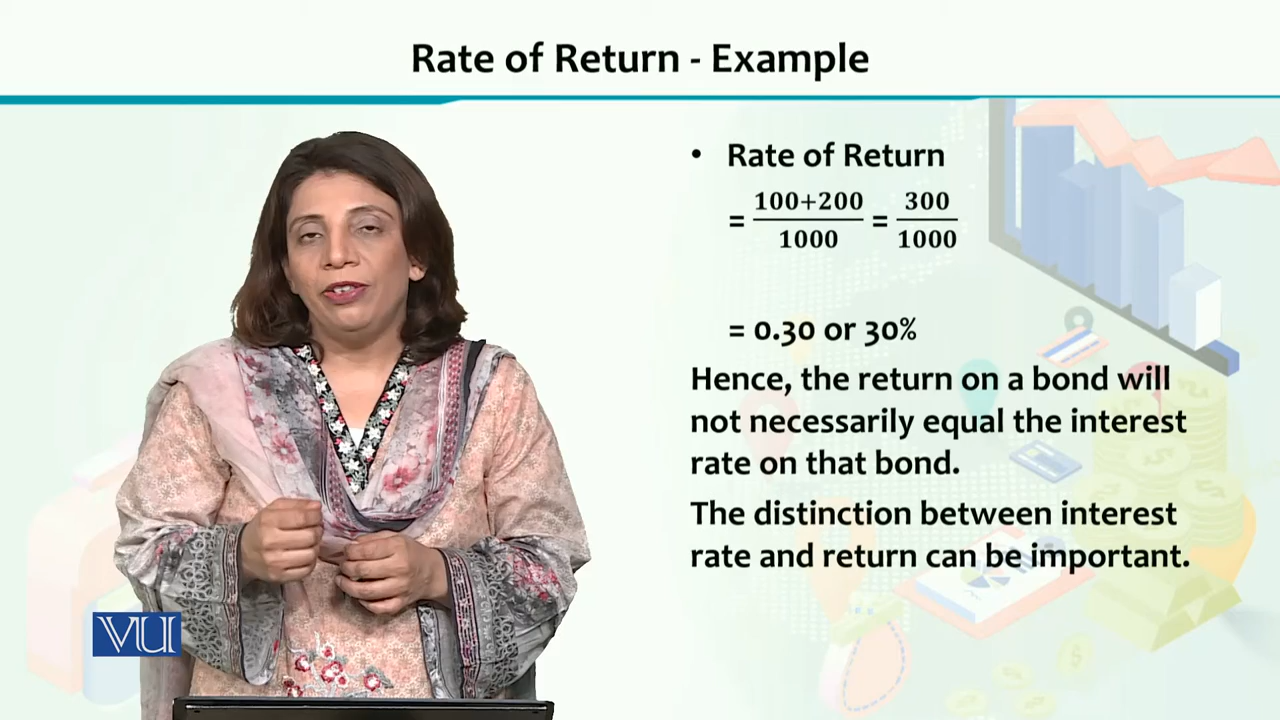 Rate of Return - Example
• Rate of Return
= 100+200/1000 = 300/1000
= 0.30 or 30%
Hence, the return on a bond will
not necessarily equal the interest
rate on that bond.
The distinction between interest
rate and return can be important.
VU